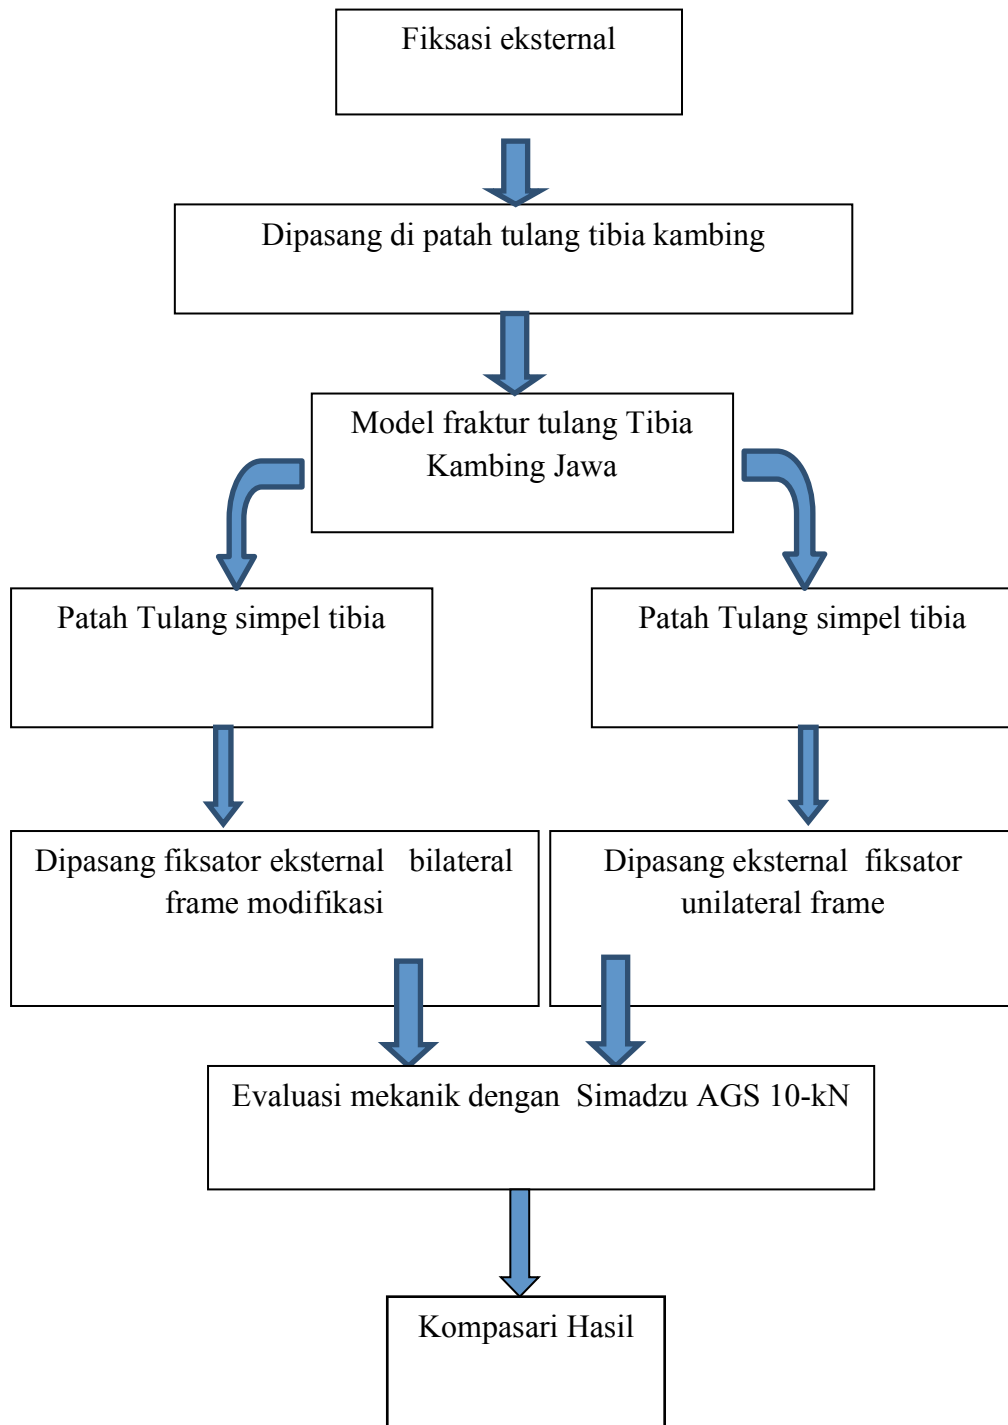 Fiksasi eksternal
Dipasang di patah tulang tibia kambing
Model fraktur tulang Tibia
Kambing Jawa
Patah Tulang simpel tibia
Patah Tulang simpel tibia
Dipasang fiksator eksternal bilateral
frame modifikasi
Dipasang eksternal fiksator
unilateral frame
Evaluasi mekanik dengan Simadzu AGS 10-kN
Kompasari Hasil